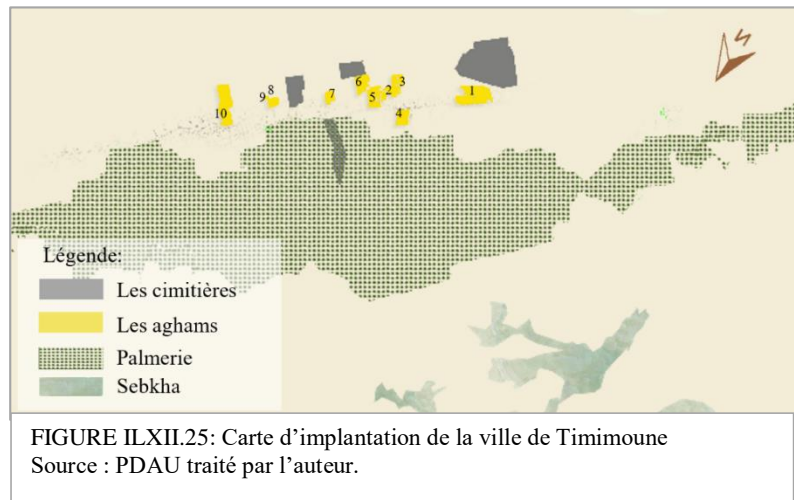 N
3
6
8
2
7
1
9
5
10
4
Légende:
Les cimitières
Les aghams
Palmerie
Sebkha
FIGURE ILXII.25: Carte d’implantation de la ville de Timimoune
Source : PDAU traité par l’auteur.